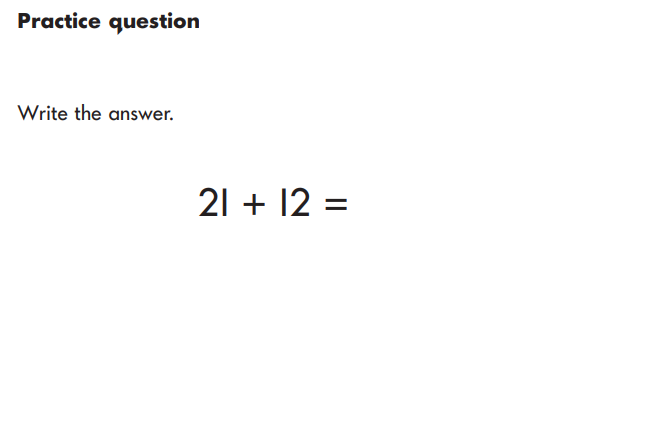 Practice question
Write the answer.
21 + 12 =